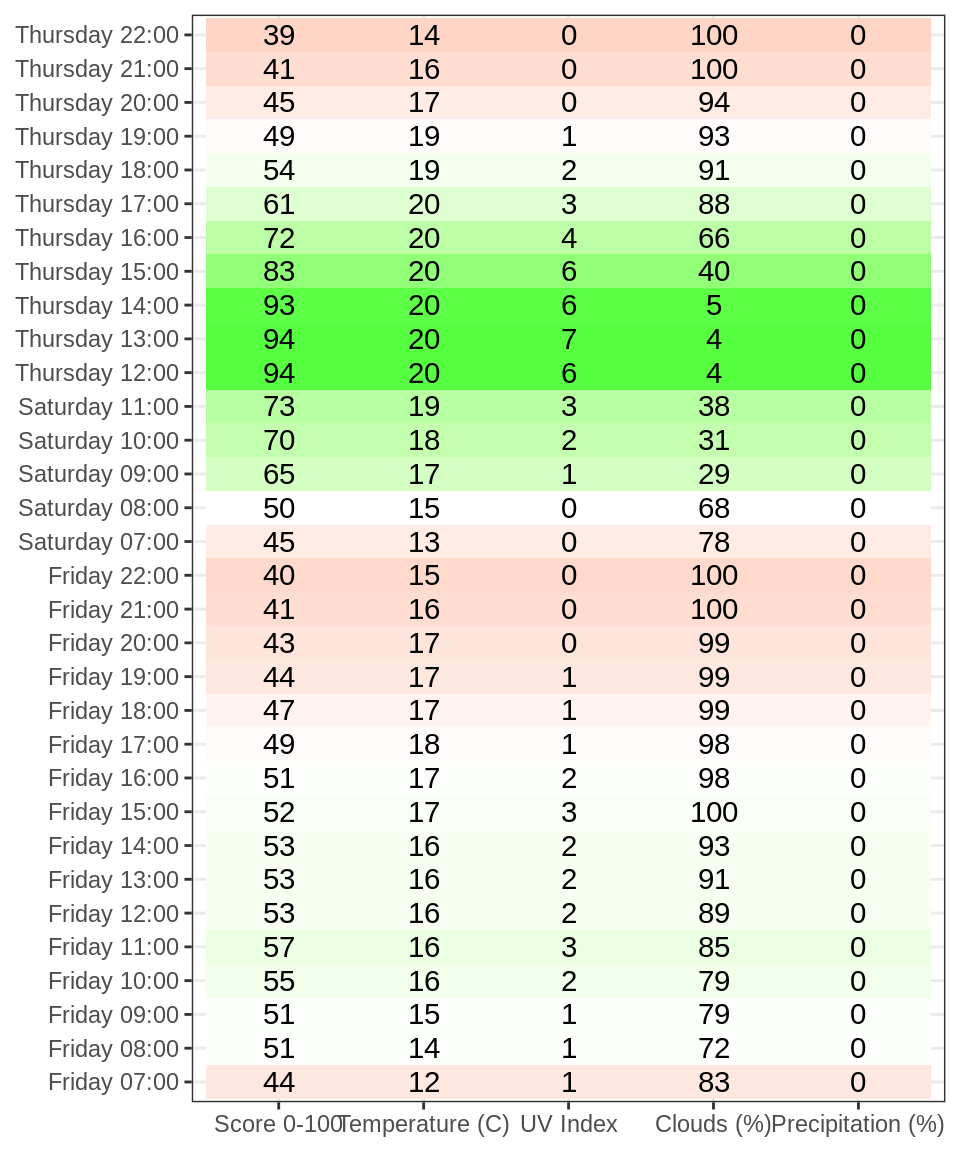 Thursday 22:00 39 14 0 100 0
Thursday 21:00 41 16 0 100 0
Thursday 20:00 45 17 0 94 0
Thursday 19:00 49 19 1 93 0
Thursday 18:00 54 19 2 91 0
Thursday 17:00 61 20 3 88 0
Thursday 16:00 72 20 4 66 0
Thursday 15:00 83 20 6 40 0
Thursday 14:00 93 20 6 5 0
Thursday 13:00 94 20 7 4 0
Thursday 12:00 94 20 6 4 0
Saturday 11:00 73 19 3 38 0
Saturday 10:00 70 18 2 31 0
Saturday 09:00 65 17 1 29 0
Saturday 08:00 50 15 0 68 0
Saturday 07:00 45 13 0 78 0
Friday 22:00 40 15 0 100 0
Friday 21:00 41 16 0 100 0
Friday 20:00 43 17 0 99 0
Friday 19:00 44 17 1 99 0
Friday 18:00 47 17 1 99 0
Friday 17:00 49 18 1 98 0
Friday 16:00 51 17 2 98 0
Friday 15:00 52 17 3 100 0
Friday 14:00 53 16 2 93 0
Friday 13:00 53 16 2 91 0
Friday 12:00 53 16 2 89 0
Friday 11:00 57 16 3 85 0
Friday 10:00 55 16 2 79 0
Friday 09:00 51 15 1 79 0
Friday 08:00 51 14 1 72 0
Friday 07:00 44 12 1 83 0
Score 0-100 Temperature (C) UV Index Clouds (%) Precipitation (%)